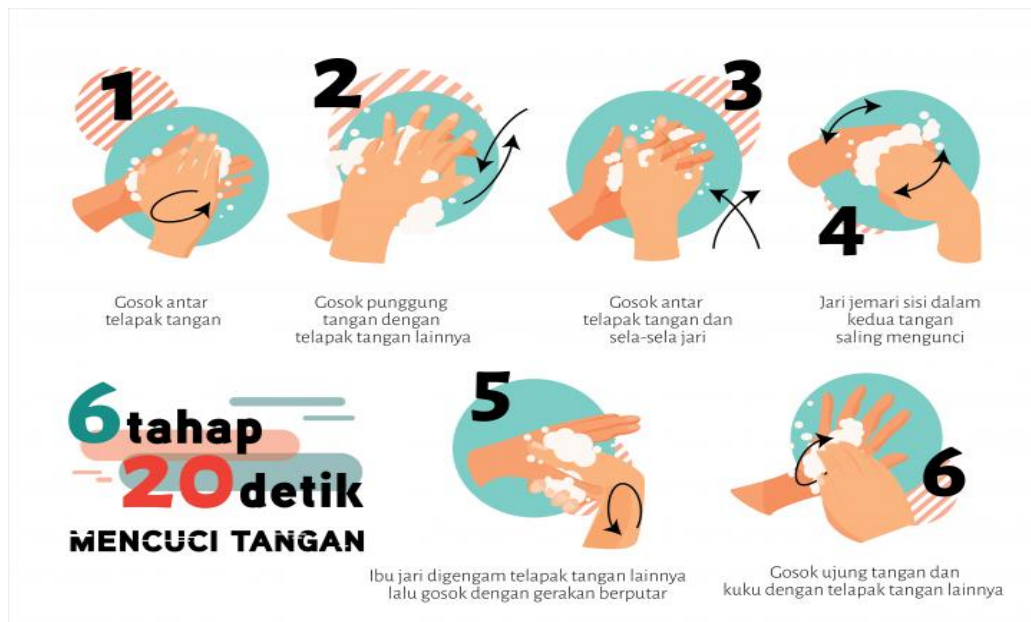 1
Gosok antar
telapak tangan
2
Gosok punggung
tangan dengan
telapak tangan lainnya
3
Gosok antar
telapak tangan dan
sela-sela jari
4
Jari jemari sisi dalam
kedua tangan
saling mengunci
6 tahap
20 detik
MENCUCI TANGAN
5
Ibu jari digengam telapak tangan lainnya
lalu gosok dengan gerakan berputar
6
Gosok ujung tangan dan
kuku dengan telapak tangan lainnya